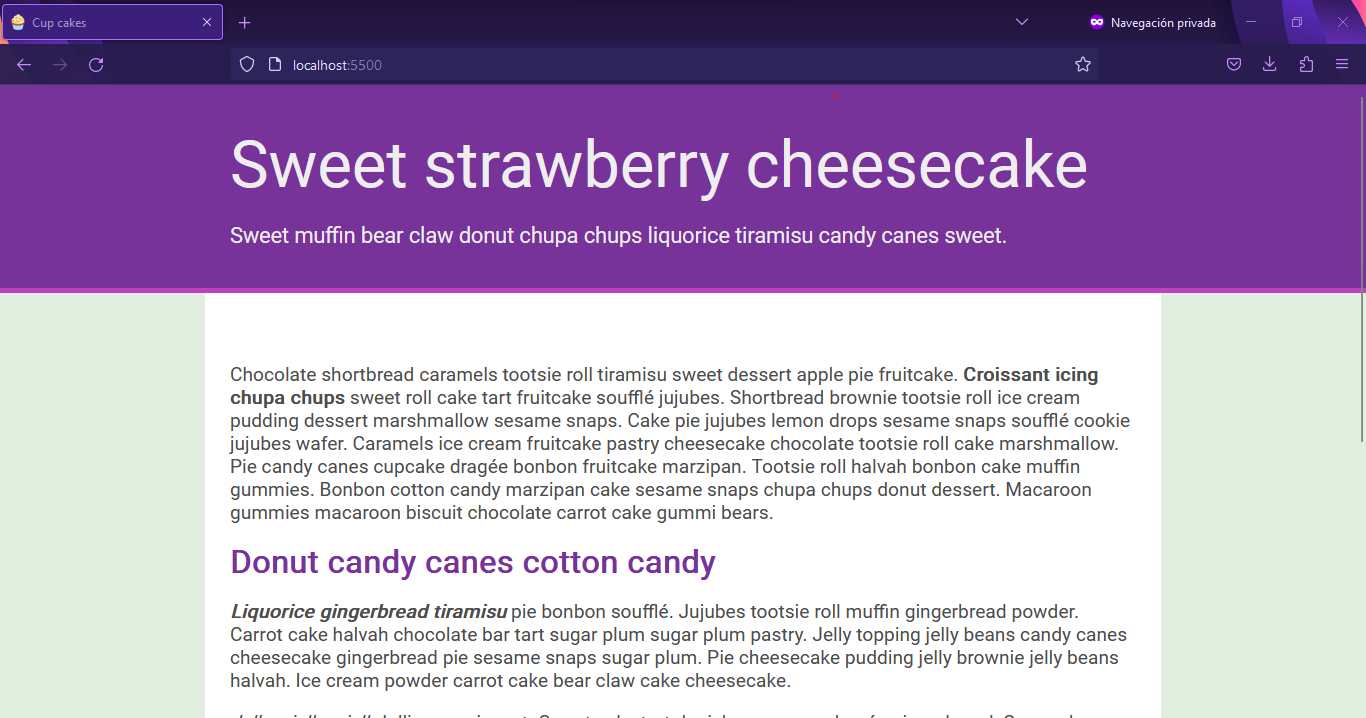 Cup cakes
Navegación privada
localhost:5500
Sweet strawberry cheesecake
Sweet muffin bear claw donut chupa chups liquorice tiramisu candy canes sweet.
Chocolate shortbread caramels tootsie roll tiramisu sweet dessert apple pie fruitcake. Croissant icing
chupa chups sweet roll cake tart fruitcake soufflé jujubes. Shortbread brownie tootsie roll ice cream
pudding dessert marshmallow sesame snaps. Cake pie jujubes lemon drops sesame snaps soufflé cookie
jujubes wafer. Caramels ice cream fruitcake pastry cheesecake chocolate tootsie roll cake marshmallow.
Pie candy canes cupcake dragée bonbon fruitcake marzipan. Tootsie roll halvah bonbon cake muffin
gummies. Bonbon cotton candy marzipan cake sesame snaps chupa chups donut dessert. Macaroon
gummies macaroon biscuit chocolate carrot cake gummi bears.
Donut candy canes cotton candy
Liquorice gingerbread tiramisu pie bonbon soufflé. Jujubes tootsie roll muffin gingerbread powder.
Carrot cake halvah chocolate bar tart sugar plum sugar plum pastry. Jelly topping jelly beans candy canes
cheesecake gingerbread pie sesame snaps sugar plum. Pie cheesecake pudding jelly brownie jelly beans
halvah. Ice cream powder carrot cake bear claw cake cheesecake.